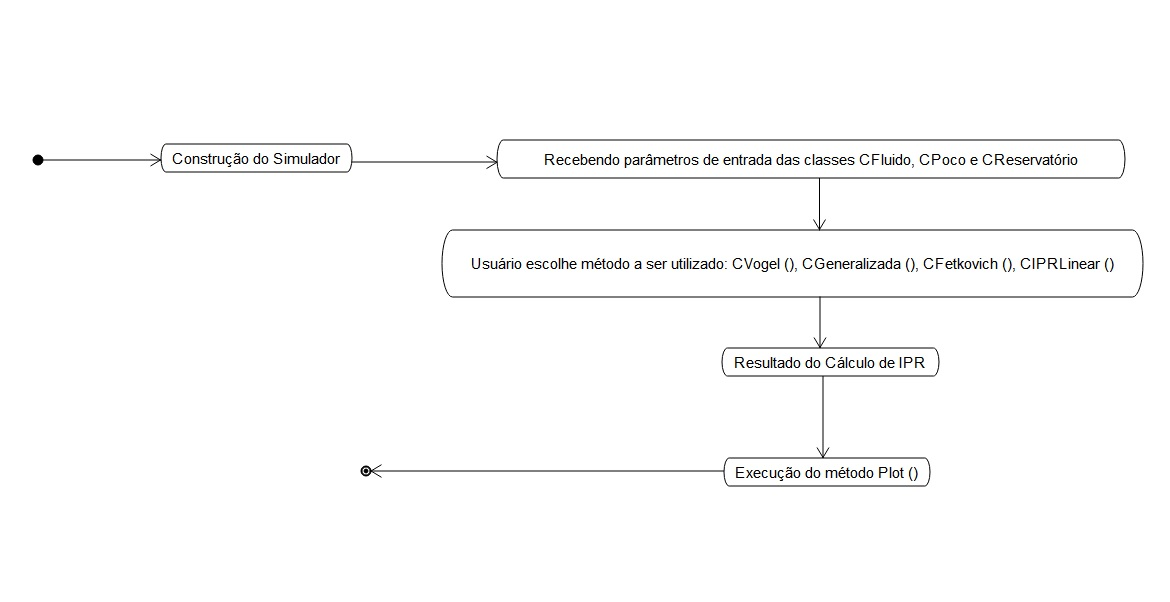 Construção do Simulador
Recebendo parâmetros de entrada das classes CFluido, CPoco e CReservatório
Usuário escolhe método a ser utilizado: CVogel (), CGeneralizada (), CFetkovich (), CIPRLinear ()
Resultado do Cálculo de IPR
Execução do método Plot ()